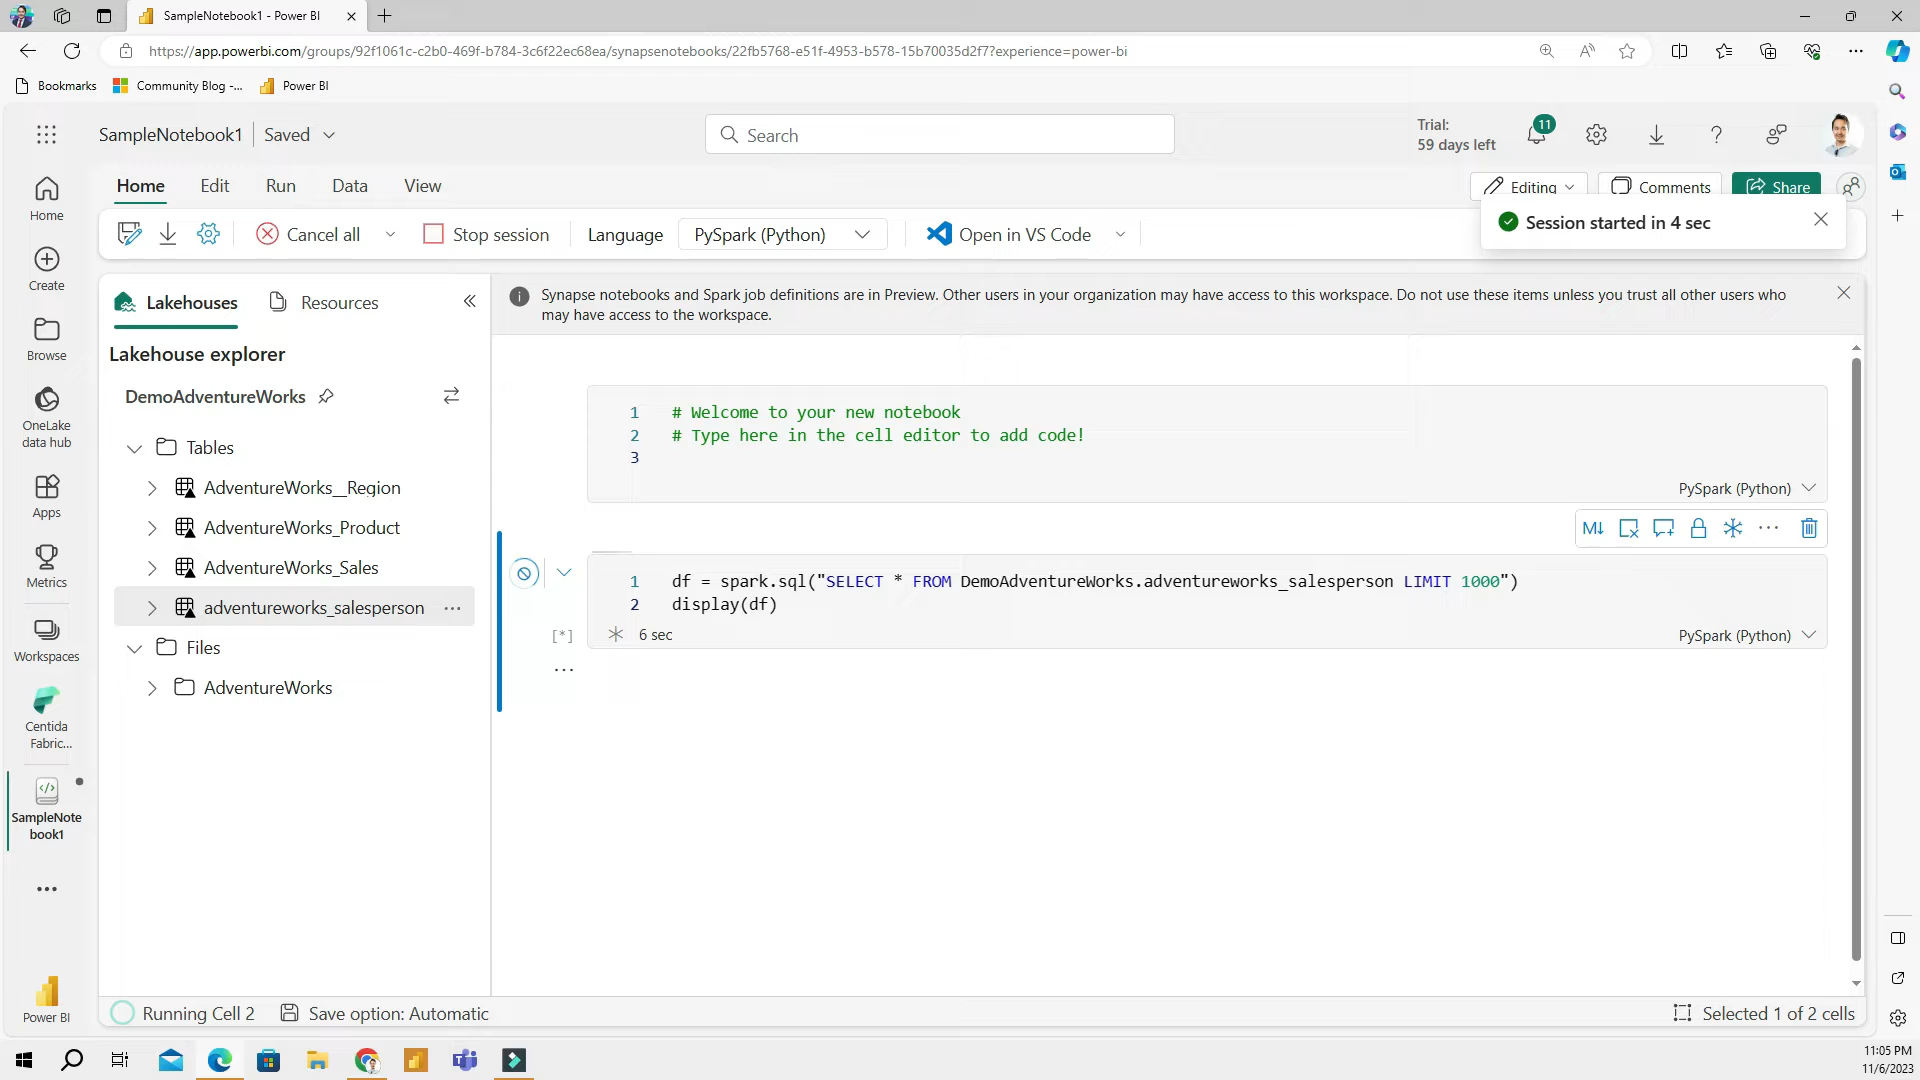 SampleNotebook1 - Power BI
https://app.powerbi.com/groups/92f1061c-c2b0-469f-b784-3c6f22ec68ea/synapsenotebooks/22fb5768-e51f-4953-b578-15b70035d2f7?experience=power-bi
Bookmarks Community Blog -... Power BI
SampleNotebook1 Saved Search Trial: 59 days left 11
Home Edit Run Data View Editing Comments Share
Cancel all Stop session Language PySpark (Python) Open in VS Code
Session started in 4 sec
Home
Create
Browse
OneLake
data hub
Apps
Metrics
Workspaces
Centida
Fabric...
SampleNote
book1
Power BI
Lakehouses Resources
Lakehouse explorer
DemoAdventureWorks
Tables
AdventureWorks__Region
AdventureWorks_Product
AdventureWorks_Sales
adventureworks_salesperson
Files
AdventureWorks
Synapse notebooks and Spark job definitions are in Preview. Other users in your organization may have access to this workspace. Do not use these items unless you trust all other users who
may have access to the workspace.
1 # Welcome to your new notebook
2 # Type here in the cell editor to add code!
3
PySpark (Python)
M↓
1 df = spark.sql("SELECT * FROM DemoAdventureWorks.adventureworks_salesperson LIMIT 1000")
2 display(df)
[*] 6 sec PySpark (Python)
Running Cell 2 Save option: Automatic Selected 1 of 2 cells
11:05 PM
11/6/2023